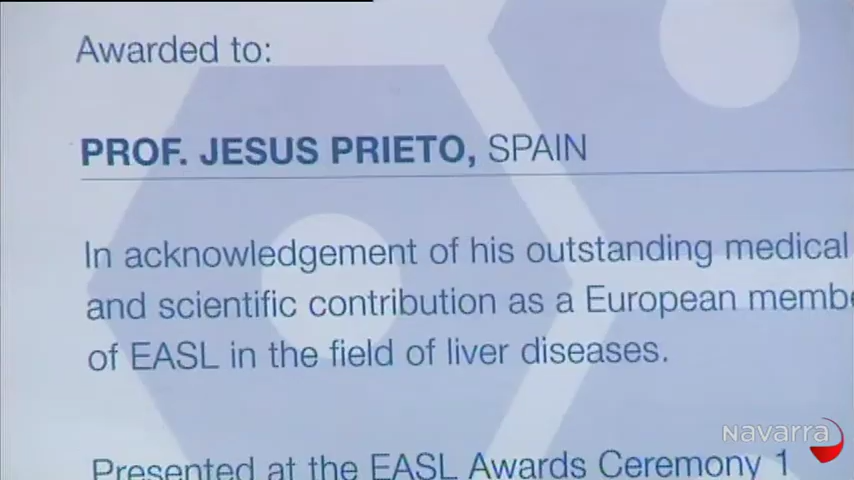 Awarded to:
PROF. JESUS PRIETO, SPAIN
In acknowledgement of his outstanding medical
and scientific contribution as a European membe
of EASL in the field of liver diseases.
Presented at the EASL Awards Ceremony 1
Navarra